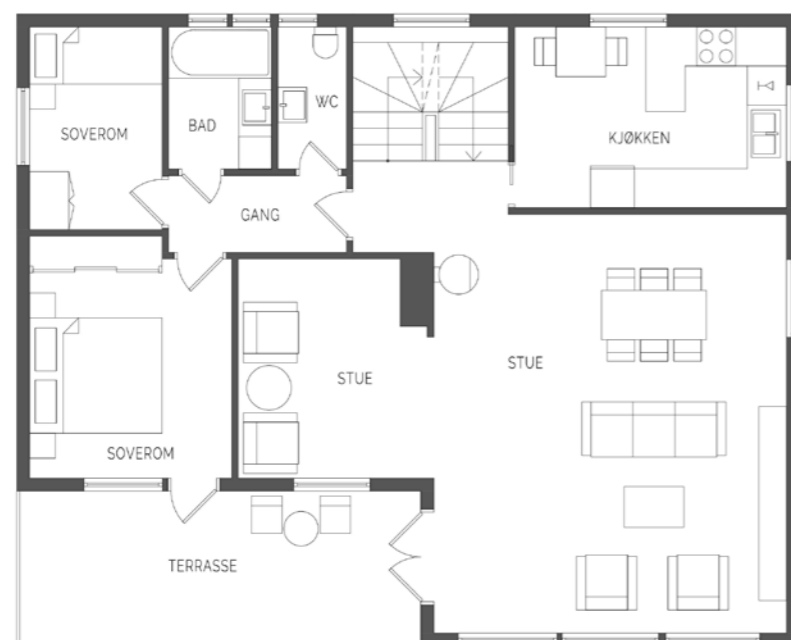 WC
BAD
SOVEROM
KJØKKEN
GANG
STUE
STUE
SOVEROM
TERRASSE